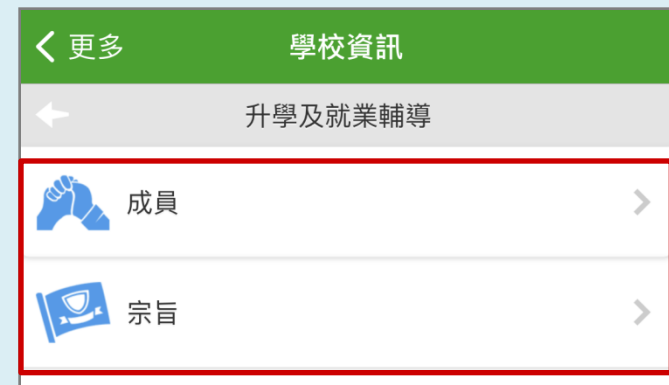 更多
學校資訊
升學及就業輔導
成員
宗旨